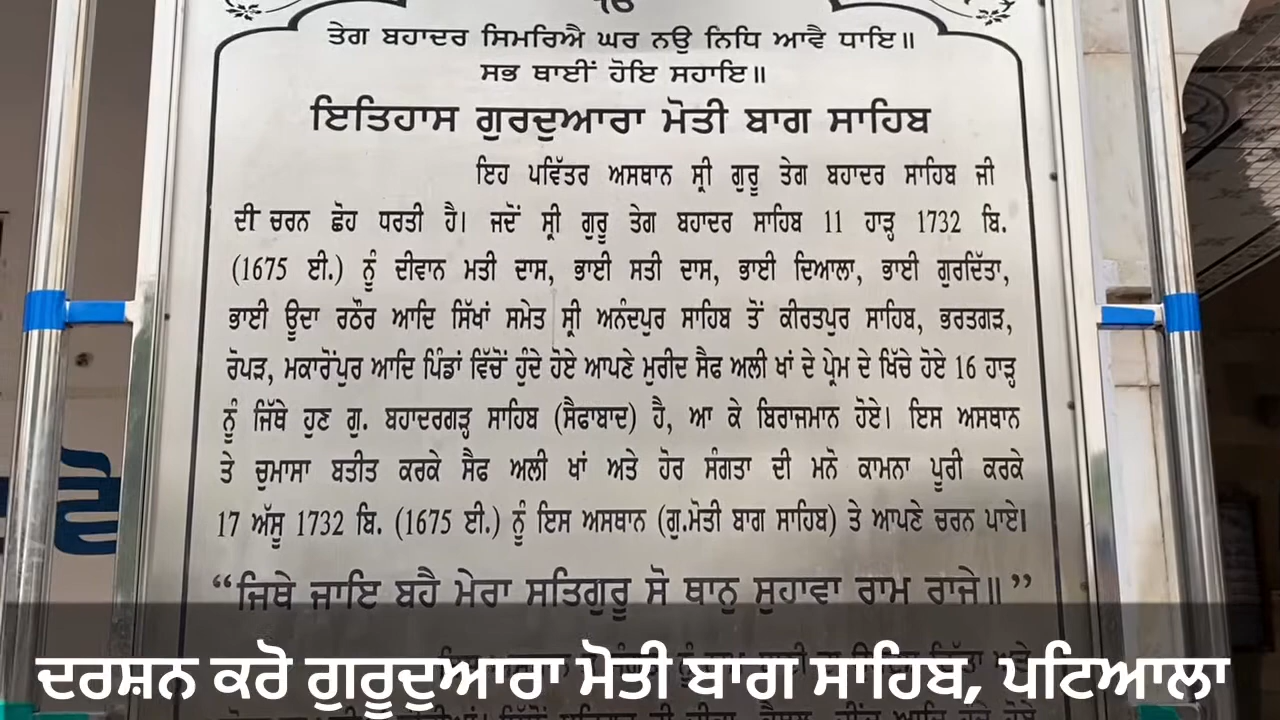 ਤੇਗ ਬਹਾਦਰ ਸਿਮਰਿਐ ਘਰ ਨਉ ਨਿਧਿ ਆਵੈ ਧਾਇ॥
ਸਭ ਥਾਈਂ ਹੋਇ ਸਹਾਇ॥
ਇਤਿਹਾਸ ਗੁਰਦੁਆਰਾ ਮੋਤੀ ਬਾਗ ਸਾਹਿਬ
ਇਹ ਪਵਿੱਤਰ ਅਸਥਾਨ ਸ੍ਰੀ ਗੁਰੂ ਤੇਗ ਬਹਾਦਰ ਸਾਹਿਬ ਜੀ
ਦੀ ਚਰਨ ਛੋਹ ਧਰਤੀ ਹੈ। ਜਦੋਂ ਸ੍ਰੀ ਗੁਰੂ ਤੇਗ ਬਹਾਦਰ ਸਾਹਿਬ 11 ਹਾੜ੍ਹ 1732 ਬਿ.
(1675 ਈ.) ਨੂੰ ਦੀਵਾਨ ਮਤੀ ਦਾਸ, ਭਾਈ ਸਤੀ ਦਾਸ, ਭਾਈ ਦਿਆਲਾ, ਭਾਈ ਗੁਰਦਿੱਤਾ,
ਭਾਈ ਊਦਾ ਰਠੌਰ ਆਦਿ ਸਿੱਖਾਂ ਸਮੇਤ ਸ੍ਰੀ ਅਨੰਦਪੁਰ ਸਾਹਿਬ ਤੋਂ ਕੀਰਤਪੁਰ ਸਾਹਿਬ, ਭਰਤਗੜ,
ਰੋਪੜ, ਮਕਾਰੋਂਪੁਰ ਆਦਿ ਪਿੰਡਾਂ ਵਿੱਚੋਂ ਹੁੰਦੇ ਹੋਏ ਆਪਣੇ ਮੁਰੀਦ ਸੈਫ ਅਲੀ ਖਾਂ ਦੇ ਪ੍ਰੇਮ ਦੇ ਖਿੱਚੇ ਹੋਏ 16 ਹਾੜ੍ਹ
ਨੂੰ ਜਿੱਥੇ ਹੁਣ ਗੁ. ਬਹਾਦਰਗੜ੍ਹ ਸਾਹਿਬ (ਸੈਫਾਬਾਦ) ਹੈ, ਆ ਕੇ ਬਿਰਾਜਮਾਨ ਹੋਏ। ਇਸ ਅਸਥਾਨ
ਤੇ ਚੁਮਾਸਾ ਬਤੀਤ ਕਰਕੇ ਸੈਫ ਅਲੀ ਖਾਂ ਅਤੇ ਹੋਰ ਸੰਗਤਾ ਦੀ ਮਨੋ ਕਾਮਨਾ ਪੂਰੀ ਕਰਕੇ
17 ਅੱਸੂ 1732 ਬਿ. (1675 ਈ.) ਨੂੰ ਇਸ ਅਸਥਾਨ (ਗੁ.ਮੋਤੀ ਬਾਗ ਸਾਹਿਬ) ਤੇ ਆਪਣੇ ਚਰਨ ਪਾਏ।
“ਜਿਥੇ ਜਾਇ ਬਹੈ ਮੇਰਾ ਸਤਿਗੁਰੂ ਸੋ ਥਾਨੁ ਸੁਹਾਵਾ ਰਾਮ ਰਾਜੇ॥”
ਦਰਸ਼ਨ ਕਰੋ ਗੁਰੂਦੁਆਰਾ ਮੋਤੀ ਬਾਗ ਸਾਹਿਬ, ਪਟਿਆਲਾ